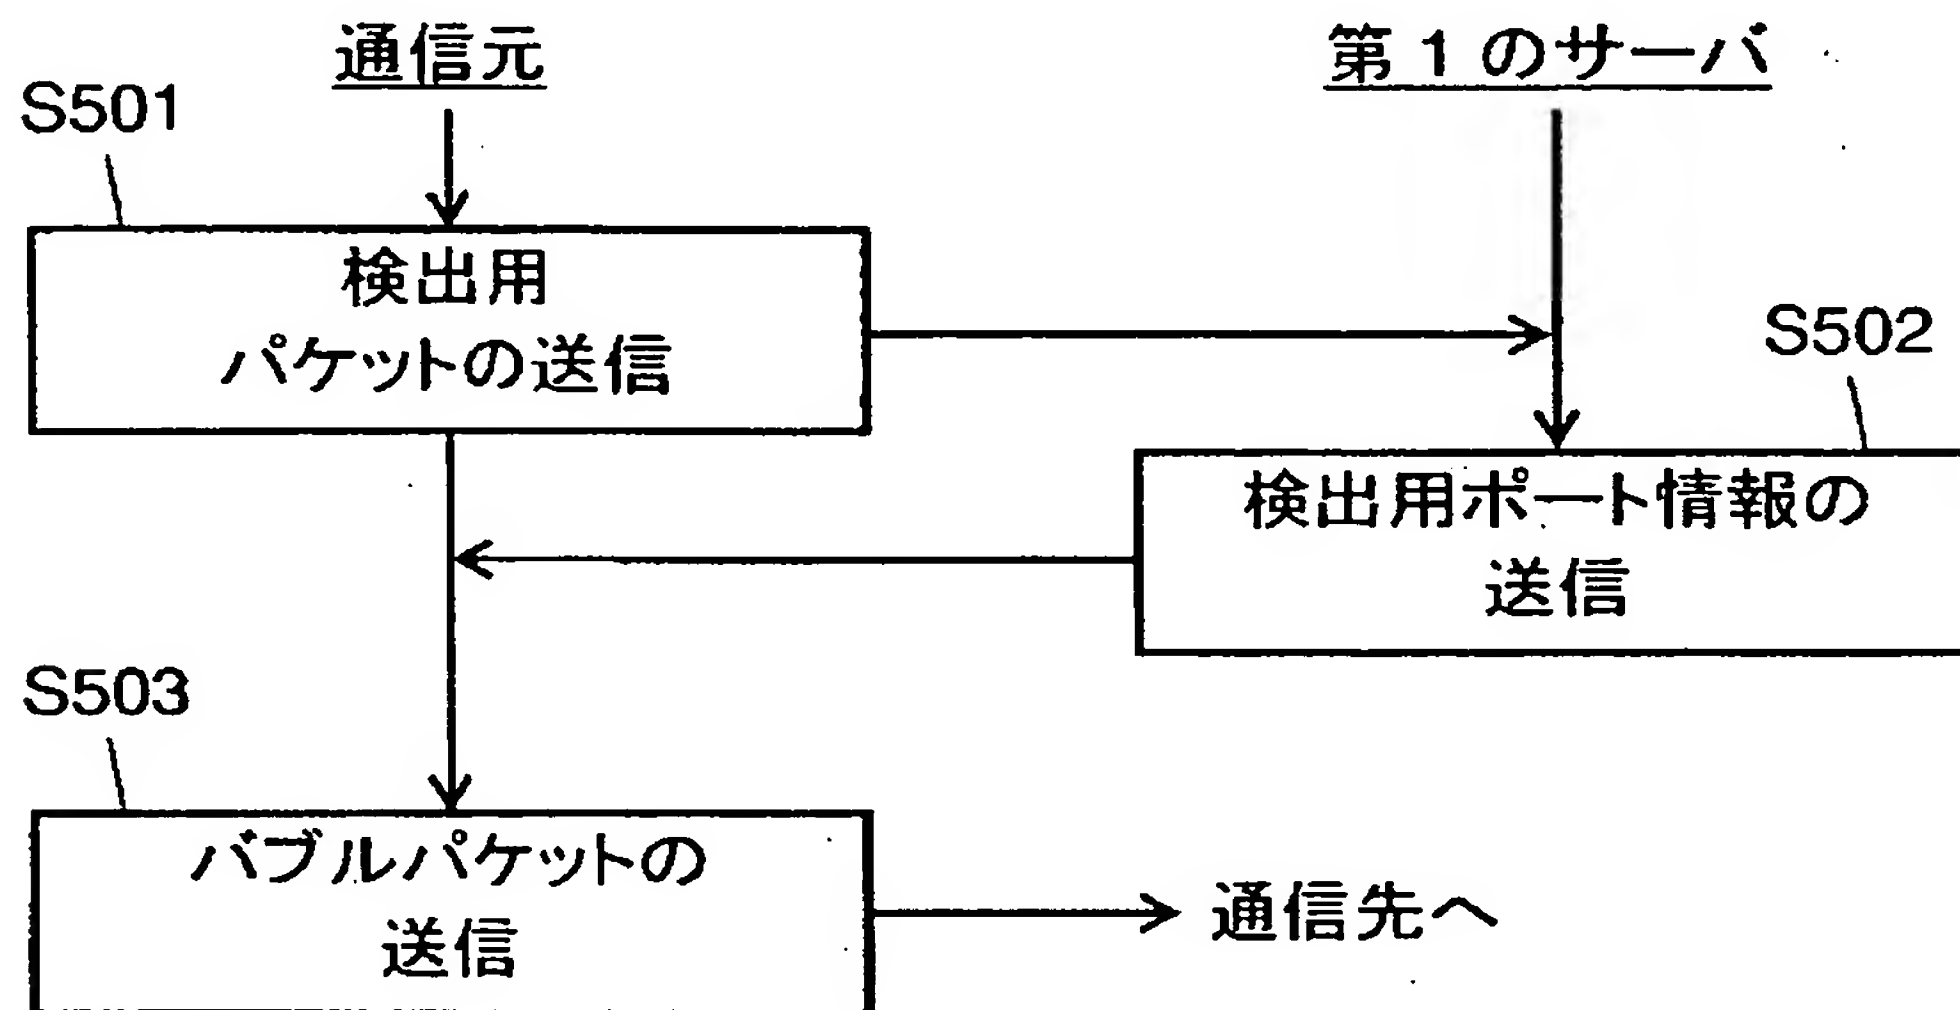 通信元
第1のサーバ
S501
検出用
パケットの送信
S502
検出用ポート情報の
送信
S503
バブルパケットの
送信
通信先へ